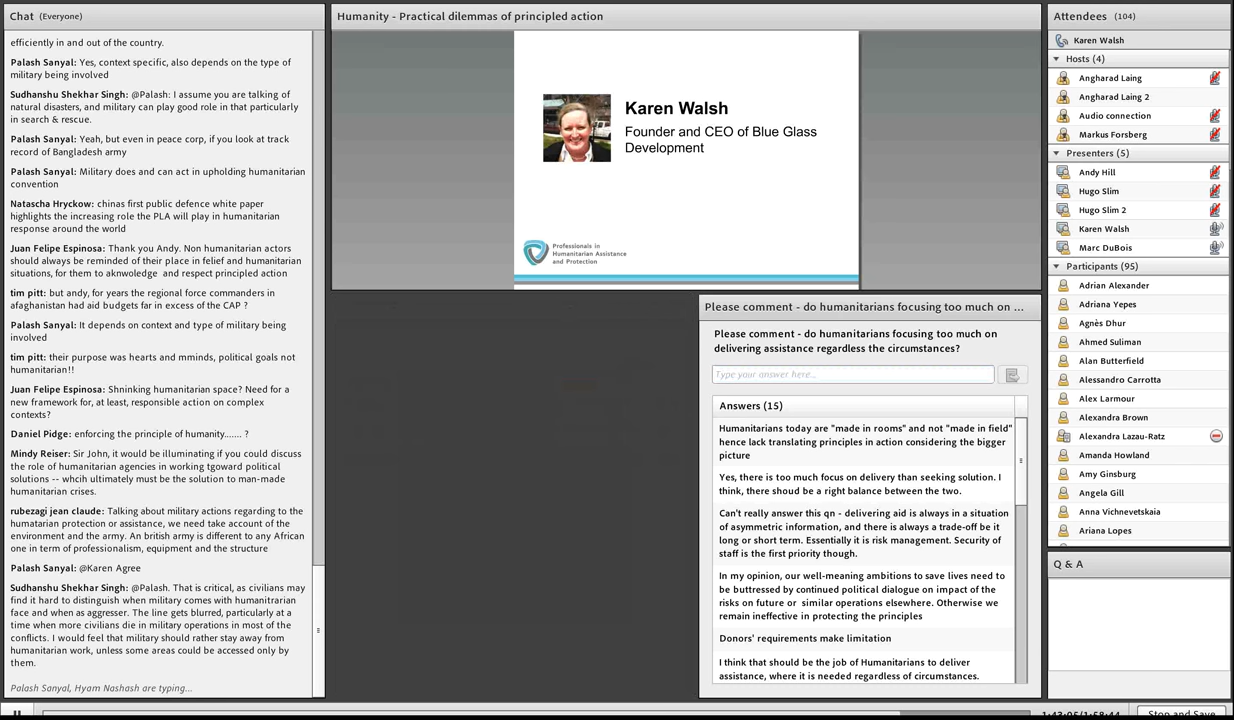 Chat (Everyone)
efficiently in and out of the country.
Palash Sanyal: Yes, context specific, also depends on the type of
military being involved
Sudhanshu Shekhar Singh: @Palash: I assume you are talking of
natural disasters, and military can play good role in that particularly
in search & rescue.
Palash Sanyal: Yeah, but even in peace corp, if you look at track
record of Bangladesh army
Palash Sanyal: Military does and can act in upholding humanitarian
convention
Natascha Hryckow: chinas first public defence white paper
highlights the increasing role the PLA will play in humanitarian
response around the world
Juan Felipe Espinosa: Thank you Andy. Non humanitarian actors
should always be reminded of their place in felief and humanitarian
situations, for them to aknwoledge and respect principled action
tim pitt: but andy, for years the regional force commanders in
afaghanistan had aid budgets far in excess of the CAP ?
Palash Sanyal: It depends on context and type of military being
involved
tim pitt: their purpose was hearts and mminds, political goals not
humanitarian!!
Juan Felipe Espinosa: Shninking humanitarian space? Need for a
new framework for, at least, responsible action on complex
contexts?
Daniel Pidge: enforcing the principle of humanity....... ?
Mindy Reiser: Sir John, it would be illuminating if you could discuss
the role of humanitarian agencies in working tgoward political
solutions -- whcih ultimately must be the solution to man-made
humanitarian crises.
rubezagi jean claude: Talking about military actions regarding to the
humatarian protection or assistance, we need take account of the
environment and the army. An british army is different to any African
one in term of professionalism, equipment and the structure
Palash Sanyal: @Karen Agree
Sudhanshu Shekhar Singh: @Palash. That is critical, as civilians may
find it hard to distinguish when military comes with humanitrarian
face and when as aggresser. The line gets blurred, particularly at a
time when more civilians die in military operations in most of the
conflicts. I would feel that military should rather stay away from
humanitarian work, unless some areas could be accessed only by
them.
Palash Sanyal, Hyam Nashash are typing...
Humanity - Practical dilemmas of principled action
Karen Walsh
Founder and CEO of Blue Glass
Development
Professionals in
Humanitarian Assistance
and Protection
Please comment - do humanitarians focusing too much on ...
Please comment - do humanitarians focusing too much on
delivering assistance regardless the circumstances?
Type your answer here...
Answers (15)
Humanitarians today are "made in rooms" and not "made in field"
hence lack translating principles in action considering the bigger
picture
Yes, there is too much focus on delivery than seeking solution. I
think, there shoud be a right balance between the two.
Can't really answer this qn - delivering aid is always in a situation
of asymmetric information, and there is always a trade-off be it
long or short term. Essentially it is risk management. Security of
staff is the first priority though.
In my opinion, our well-meaning ambitions to save lives need to
be buttressed by continued political dialogue on impact of the
risks on future or similar operations elsewhere. Otherwise we
remain ineffective in protecting the principles
Donors' requirements make limitation
I think that should be the job of Humanitarians to deliver
assistance, where it is needed regardless of circumstances.
Attendees (104)
Karen Walsh
Hosts (4)
Angharad Laing
Angharad Laing 2
Audio connection
Markus Forsberg
Presenters (5)
Andy Hill
Hugo Slim
Hugo Slim 2
Karen Walsh
Marc DuBois
Participants (95)
Adrian Alexander
Adriana Yepes
Agnès Dhur
Ahmed Suliman
Alan Butterfield
Alessandro Carrotta
Alex Larmour
Alexandra Brown
Alexandra Lazau-Ratz
Amanda Howland
Amy Ginsburg
Angela Gill
Anna Vichnevetskaia
Ariana Lopes
Q & A
1:43:05/1:58:44
Stop and Save